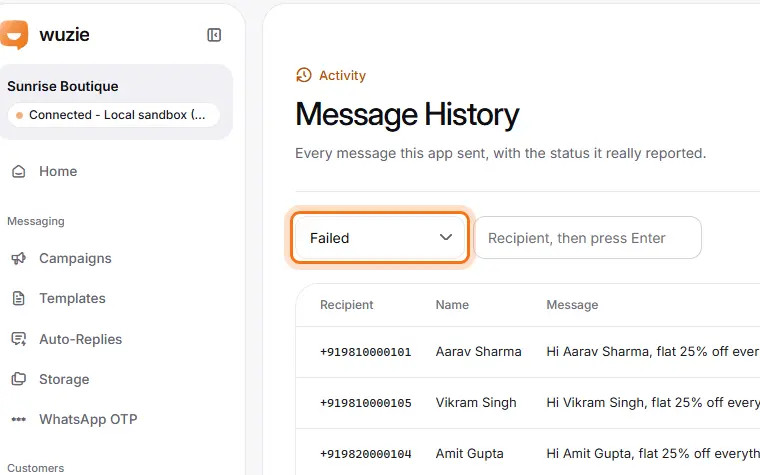 wuzie
Sunrise Boutique
Connected - Local sandbox (...
Home
Messaging
Campaigns
Templates
Auto-Replies
Storage
WhatsApp OTP
Customers
Activity
Message History
Every message this app sent, with the status it really reported.
Failed
Recipient, then press Enter
Recipient Name Message
+919810000101 Aarav Sharma Hi Aarav Sharma, flat 25% off ever
+919810000105 Vikram Singh Hi Vikram Singh, flat 25% off every
+919820000104 Amit Gupta Hi Amit Gupta, flat 25% off everyth